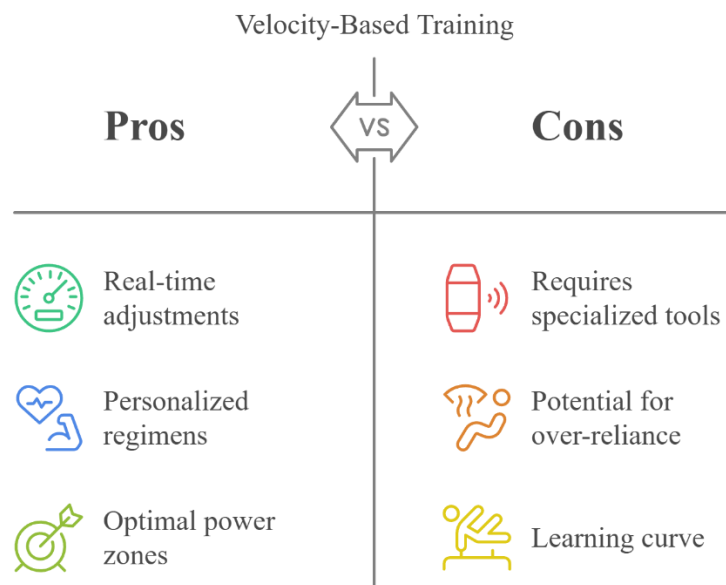 Velocity-Based Training
Pros
VS
Cons
Real-time
adjustments
Requires
specialized tools
Personalized
regimens
Potential for
over-reliance
Optimal power
zones
Learning curve